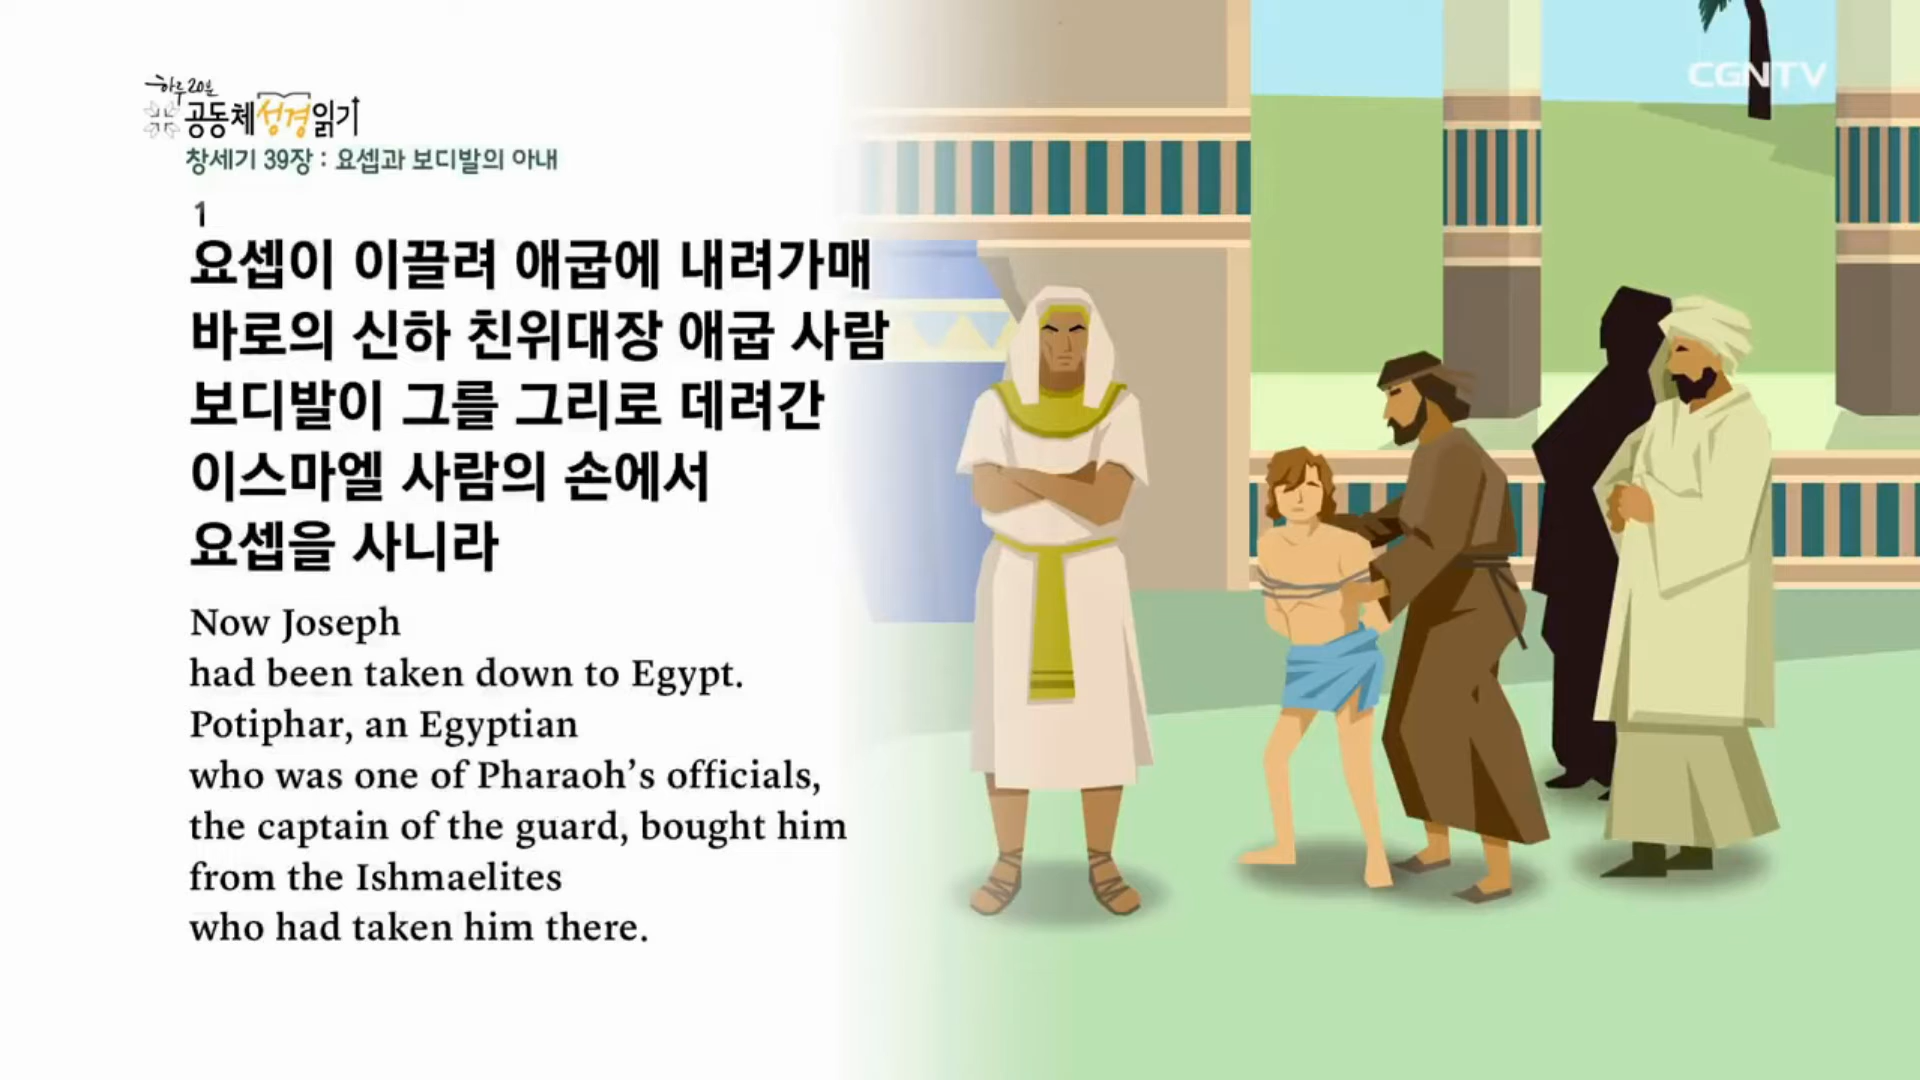 하루 20분
공동체성경읽기
창세기 39장 : 요셉과 보디발의 아내
CGNTV
1
요셉이 이끌려 애굽에 내려가매
바로의 신하 친위대장 애굽 사람
보디발이 그를 그리로 데려간
이스마엘 사람의 손에서
요셉을 사니라
Now Joseph
had been taken down to Egypt.
Potiphar, an Egyptian
who was one of Pharaoh’s officials,
the captain of the guard, bought him
from the Ishmaelites
who had taken him there.